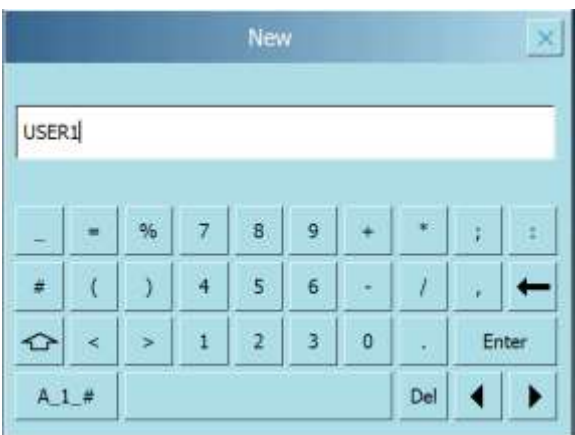 New
USER1
_ = % 7 8 9 + * ; :
# ( ) 4 5 6 - / ,
< > 1 2 3 0 . Enter
A_1_# Del